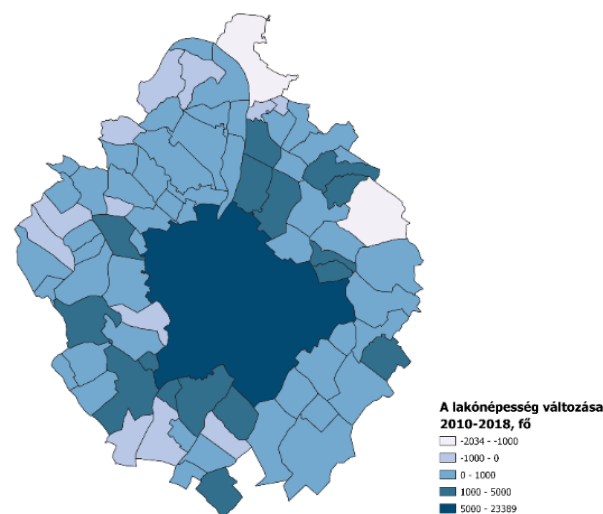 A lakónépesség változása
2010-2018, fő
-2034 - -1000
-1000 - 0
0 - 1000
1000 - 5000
5000 - 23389